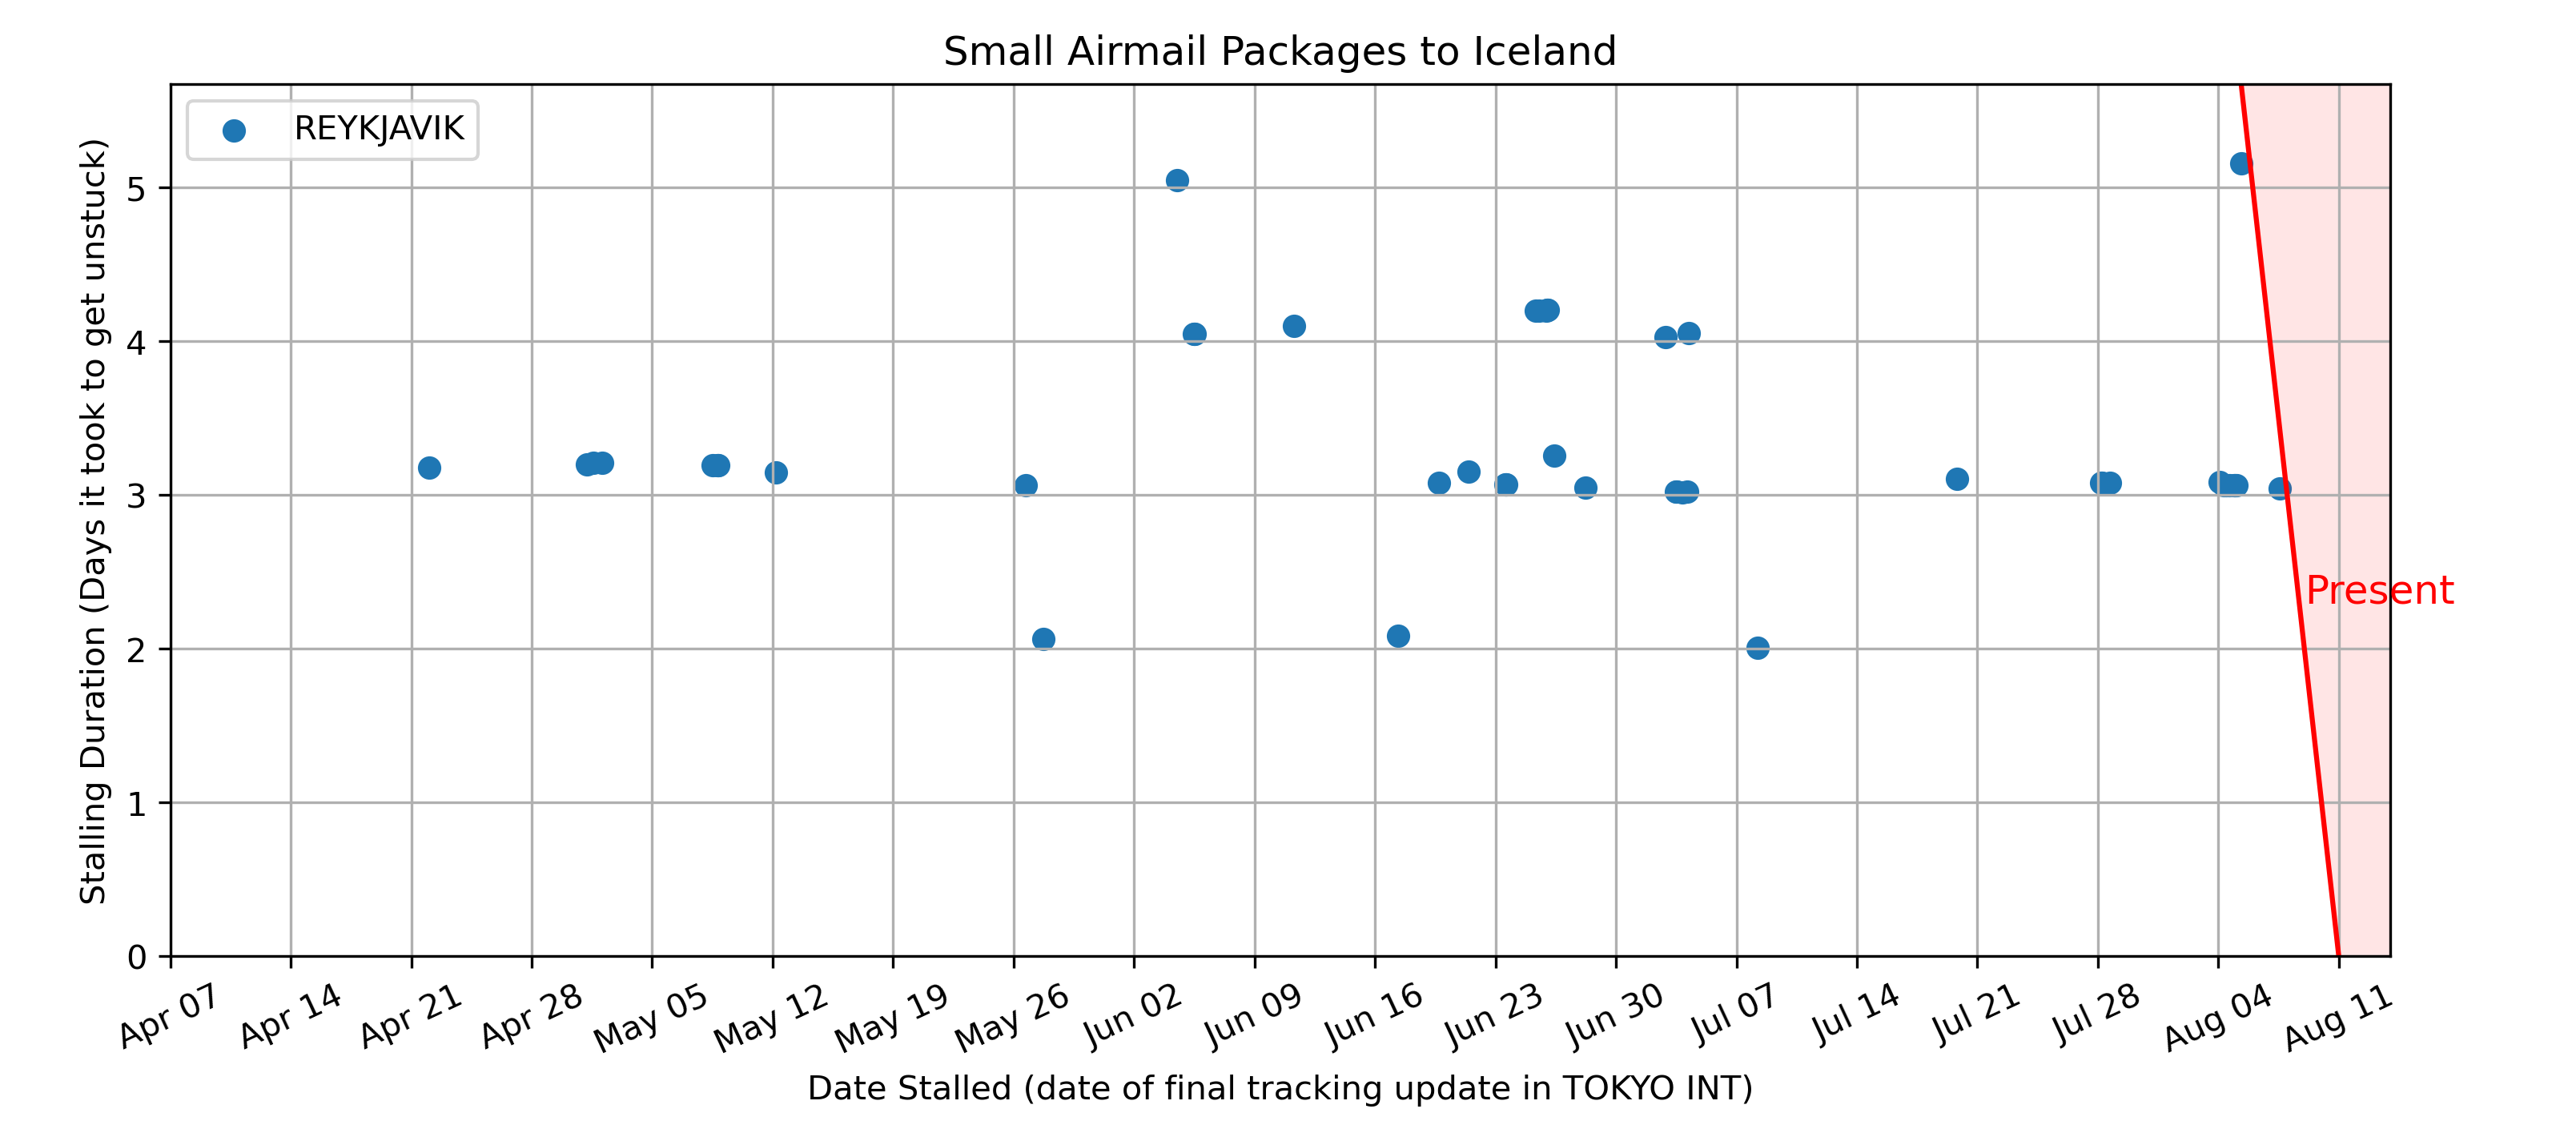 Small Airmail Packages to Iceland
REYKJAVIK
Stalling Duration (Days it took to get unstuck)
5
4
3
2
1
0
Present
Apr 07
Apr 14
Apr 21
Apr 28
May 05
May 12
May 19
May 26
Jun 02
Jun 09
Jun 16
Jun 23
Jun 30
Jul 07
Jul 14
Jul 21
Jul 28
Aug 04
Aug 11
Date Stalled (date of final tracking update in TOKYO INT)